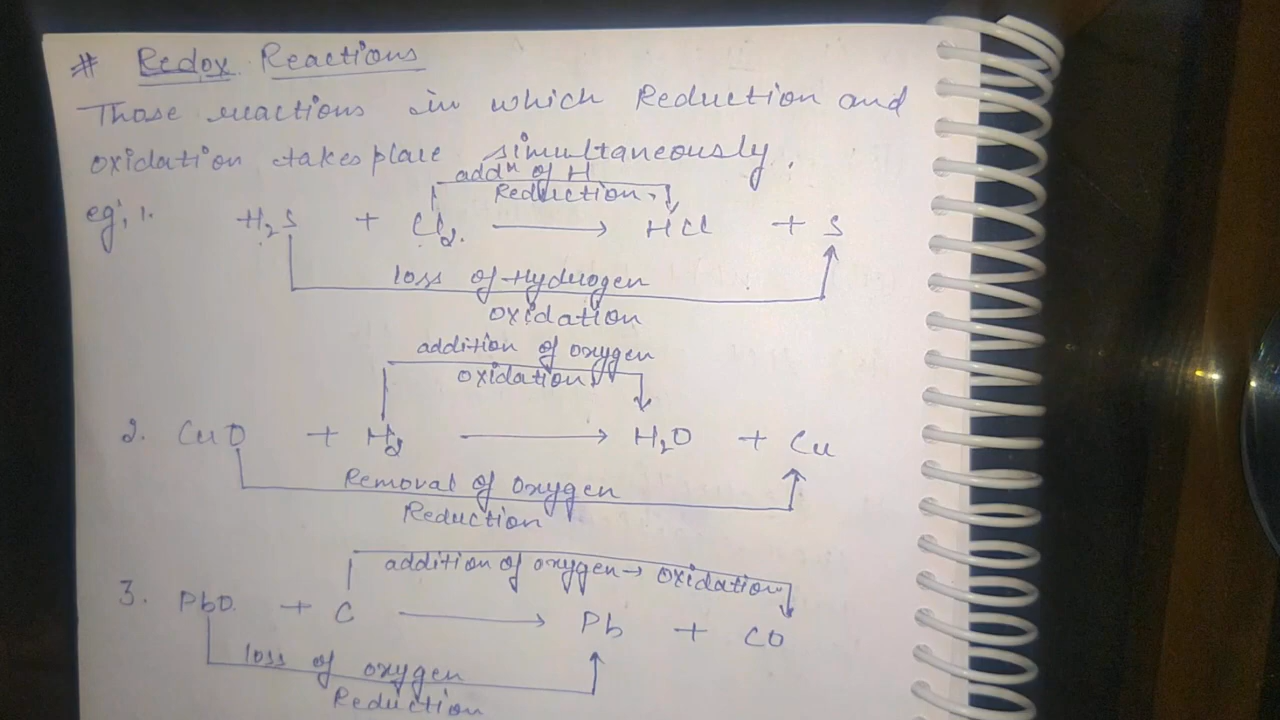 # Redox Reactions
Those reactions in which Reduction and
oxidation takes place simultaneously.
addⁿ of H
Reduction
eg; 1. H₂S + Cl₂ → HCl + S
loss of Hydrogen
oxidation
addition of oxygen
oxidation
2. CuO + H₂ → H₂O + Cu
Removal of oxygen
Reduction
addition of oxygen → oxidation
3. PbO + C → Pb + CO
loss of oxygen
Reduction